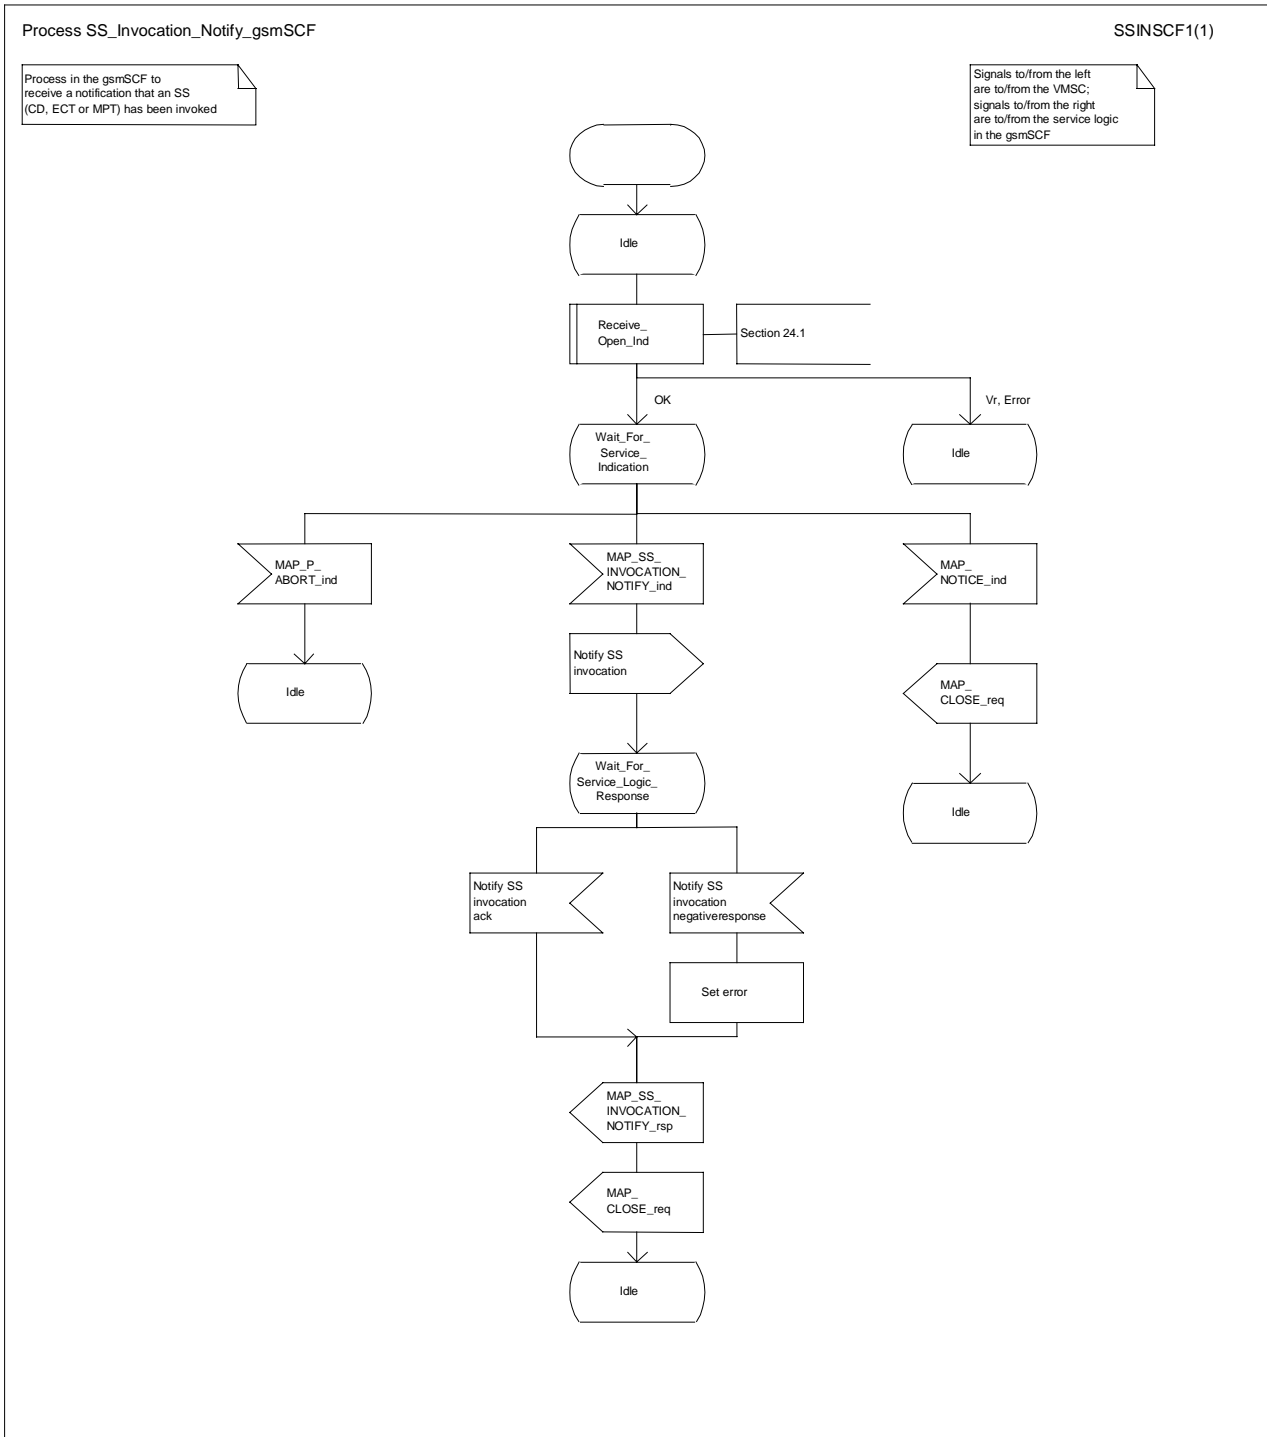 Process SS_Invocation_Notify_gsmSCF
SSINSCF1(1)
Process in the gsmSCF to
receive a notification that an SS
(CD, ECT or MPT) has been invoked
Signals to/from the left
are to/from the VMSC;
signals to/from the right
are to/from the service logic
in the gsmSCF
Idle
Receive_
Open_Ind
Section 24.1
OK
Vr, Error
Wait_For_
Service_
Indication
Idle
MAP_P_
ABORT_ind
MAP_SS_
INVOCATION_
NOTIFY_ind
MAP_
NOTICE_ind
Notify SS
invocation
Idle
MAP_
CLOSE_req
Wait_For_
Service_Logic_
Response
Idle
Notify SS
invocation
ack
Notify SS
invocation
negativeresponse
Set error
MAP_SS_
INVOCATION_
NOTIFY_rsp
MAP_
CLOSE_req
Idle